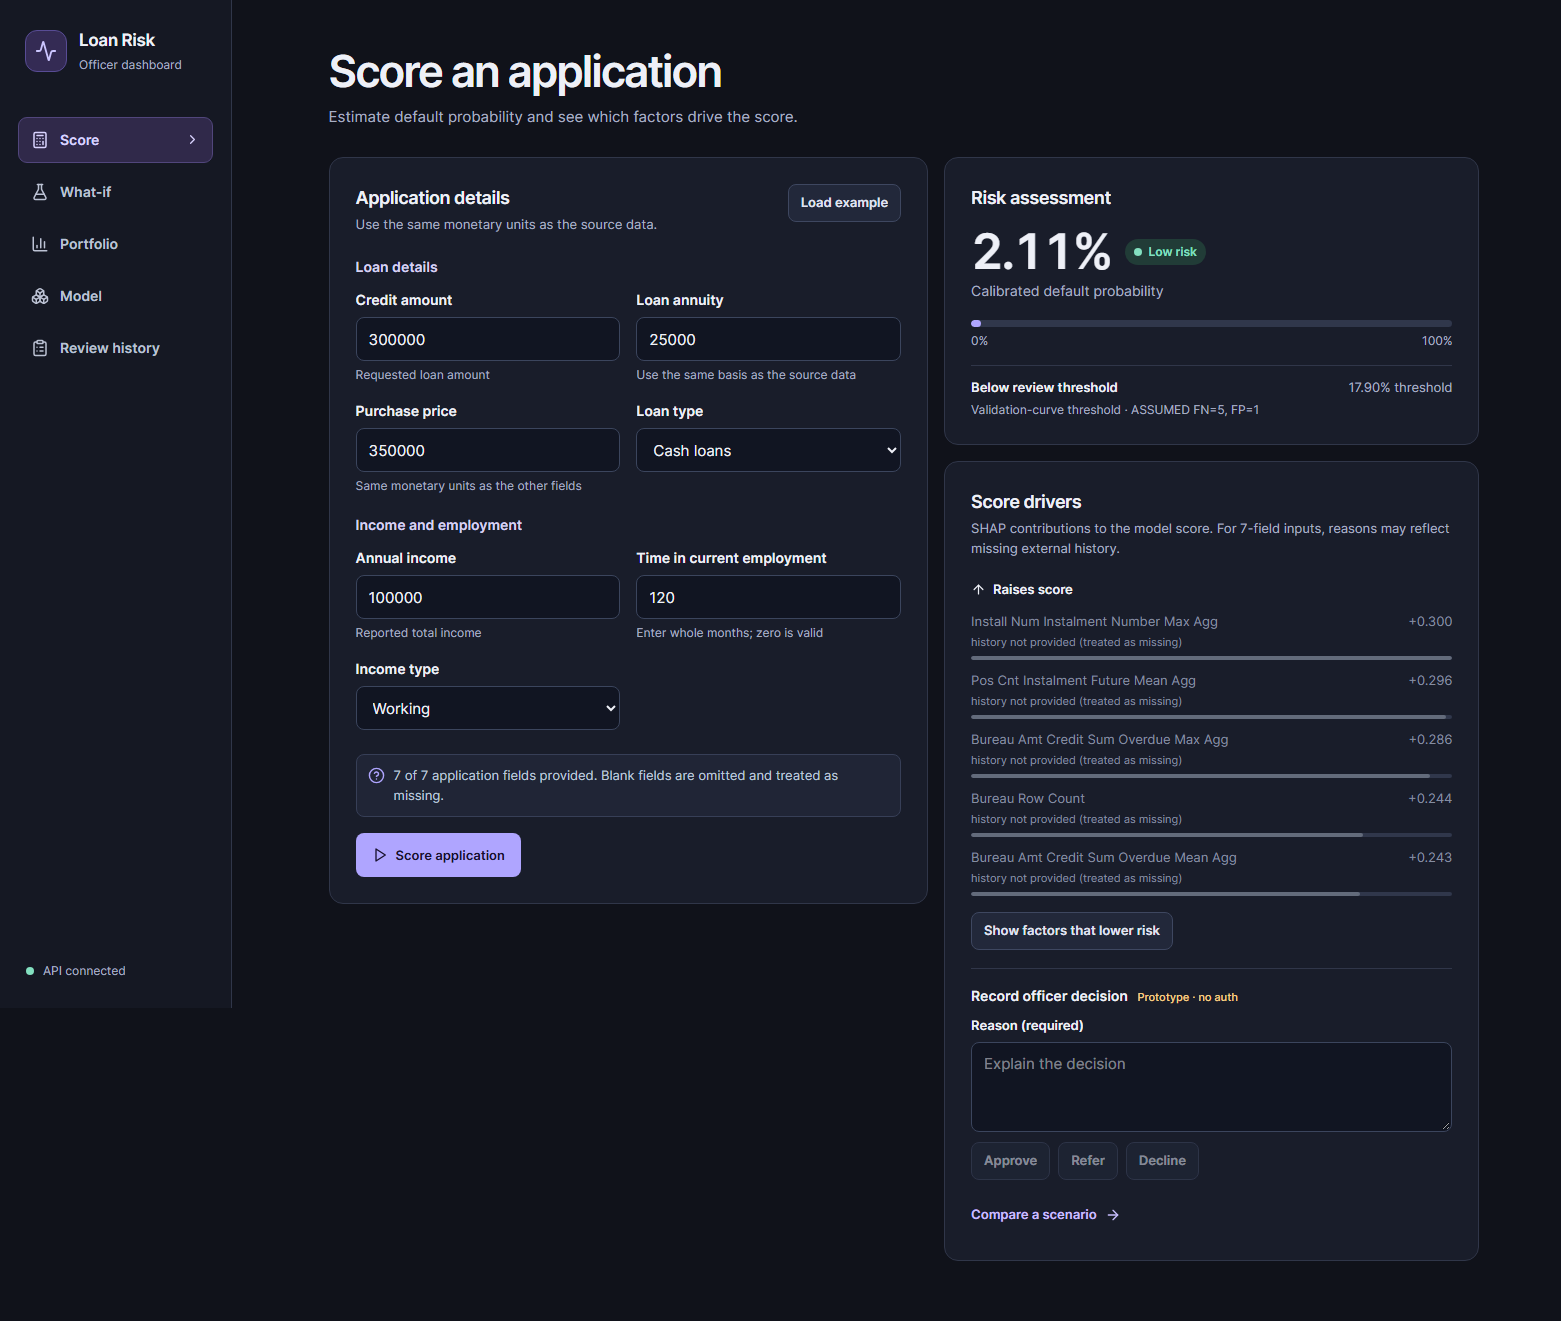 Loan Risk
Officer dashboard
Score
What-if
Portfolio
Model
Review history
API connected
Score an application
Estimate default probability and see which factors drive the score.
Application details
Use the same monetary units as the source data.
Load example
Loan details
Credit amount
300000
Requested loan amount
Loan annuity
25000
Use the same basis as the source data
Purchase price
350000
Same monetary units as the other fields
Loan type
Cash loans
Income and employment
Annual income
100000
Reported total income
Time in current employment
120
Enter whole months; zero is valid
Income type
Working
7 of 7 application fields provided. Blank fields are omitted and treated as
missing.
Score application
Risk assessment
2.11%
Low risk
Calibrated default probability
0%
100%
Below review threshold
17.90% threshold
Validation-curve threshold · ASSUMED FN=5, FP=1
Score drivers
SHAP contributions to the model score. For 7-field inputs, reasons may reflect
missing external history.
Raises score
Install Num Instalment Number Max Agg
+0.300
history not provided (treated as missing)
Pos Cnt Instalment Future Mean Agg
+0.296
history not provided (treated as missing)
Bureau Amt Credit Sum Overdue Max Agg
+0.286
history not provided (treated as missing)
Bureau Row Count
+0.244
history not provided (treated as missing)
Bureau Amt Credit Sum Overdue Mean Agg
+0.243
history not provided (treated as missing)
Show factors that lower risk
Record officer decision
Prototype · no auth
Reason (required)
Explain the decision
Approve
Refer
Decline
Compare a scenario